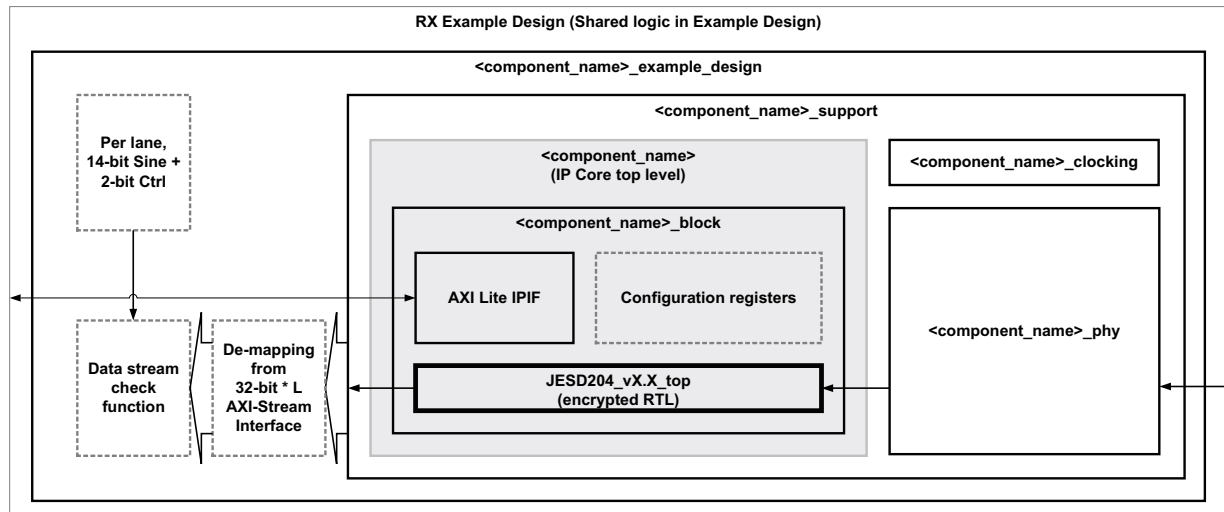 RX Example Design (Shared logic in Example Design)
<component_name>_example_design
<component_name>_support
Per lane,
14-bit Sine +
2-bit Ctrl
<component_name>
(IP Core top level)
<component_name>_clocking
<component_name>_block
AXI Lite IPIF
Configuration registers
<component_name>_phy
Data stream
check
function
De-mapping
from
32-bit * L
AXI-Stream
Interface
JESD204_vX.X_top
(encrypted RTL)